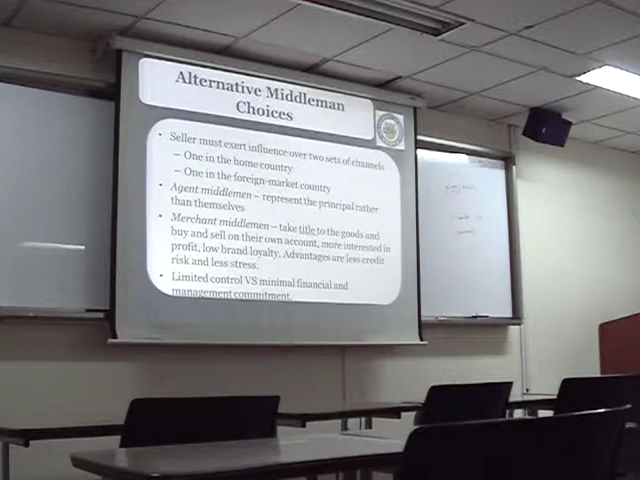 Alternative Middleman
Choices
• Seller must exert influence over two sets of channels
– One in the home country
– One in the foreign-market country
• Agent middlemen – represent the principal rather
than themselves
• Merchant middlemen – take title to the goods and
buy and sell on their own account, more interested in
profit, low brand loyalty. Advantages are less credit
risk and less stress.
• Limited control VS minimal financial and
management commitment.